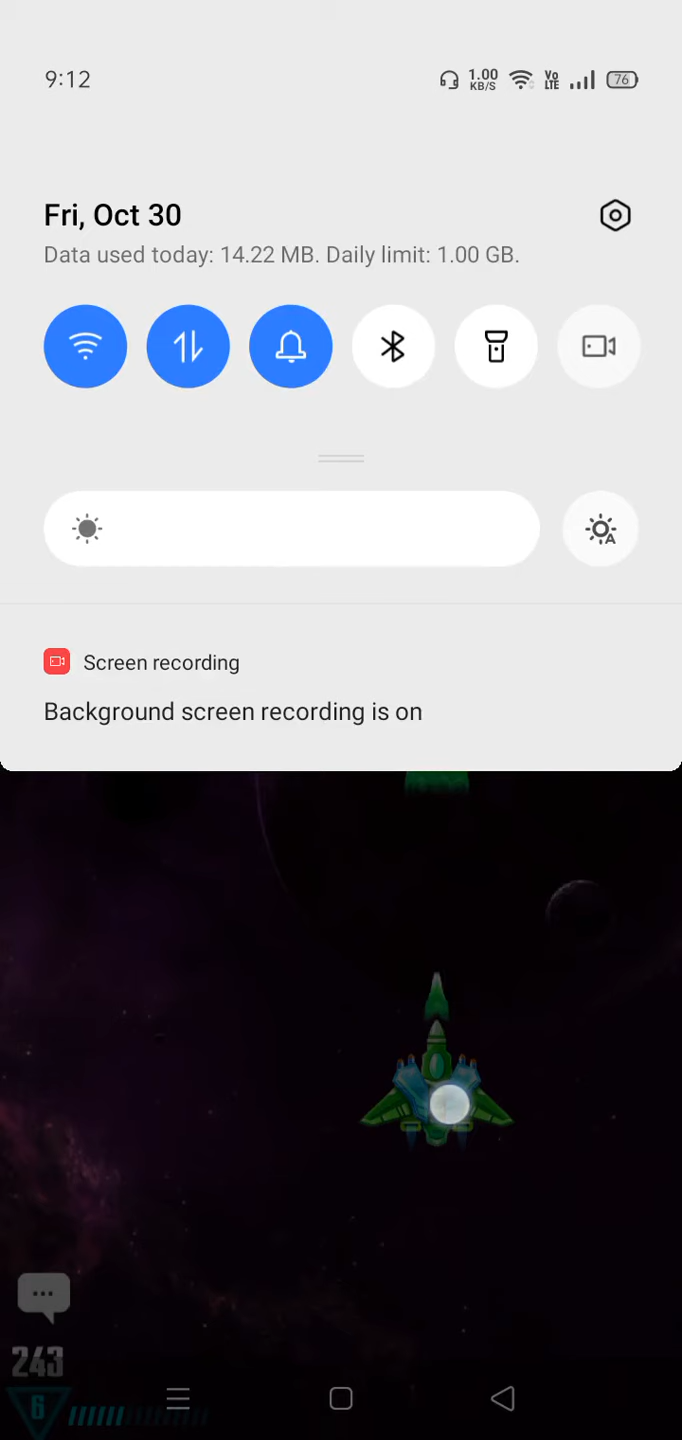 9:12
1.00
KB/S
Vo
LTE
76
Fri, Oct 30
Data used today: 14.22 MB. Daily limit: 1.00 GB.
A
Screen recording
Background screen recording is on
243
6